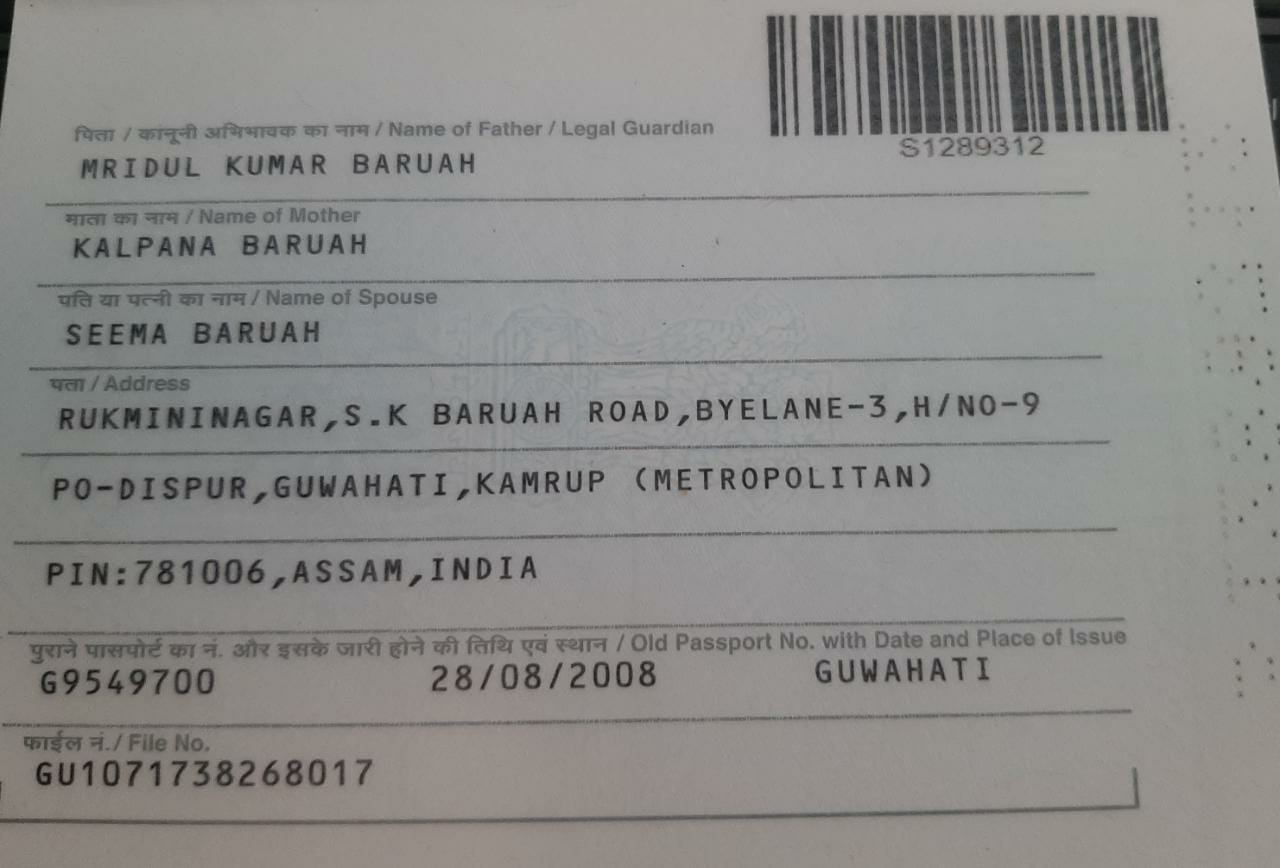 S1289312
पिता / कानूनी अभिभावक का नाम / Name of Father / Legal Guardian
MRIDUL KUMAR BARUAH
माता का नाम / Name of Mother
KALPANA BARUAH
पति या पत्नी का नाम / Name of Spouse
SEEMA BARUAH
पता / Address
RUKMININAGAR,S.K BARUAH ROAD,BYELANE-3,H/NO-9
PO-DISPUR,GUWAHATI,KAMRUP (METROPOLITAN)
PIN:781006,ASSAM,INDIA
पुराने पासपोर्ट का नं. और इसके जारी होने की तिथि एवं स्थान / Old Passport No. with Date and Place of Issue
G9549700 28/08/2008 GUWAHATI
फाईल नं./ File No.
GU1071738268017